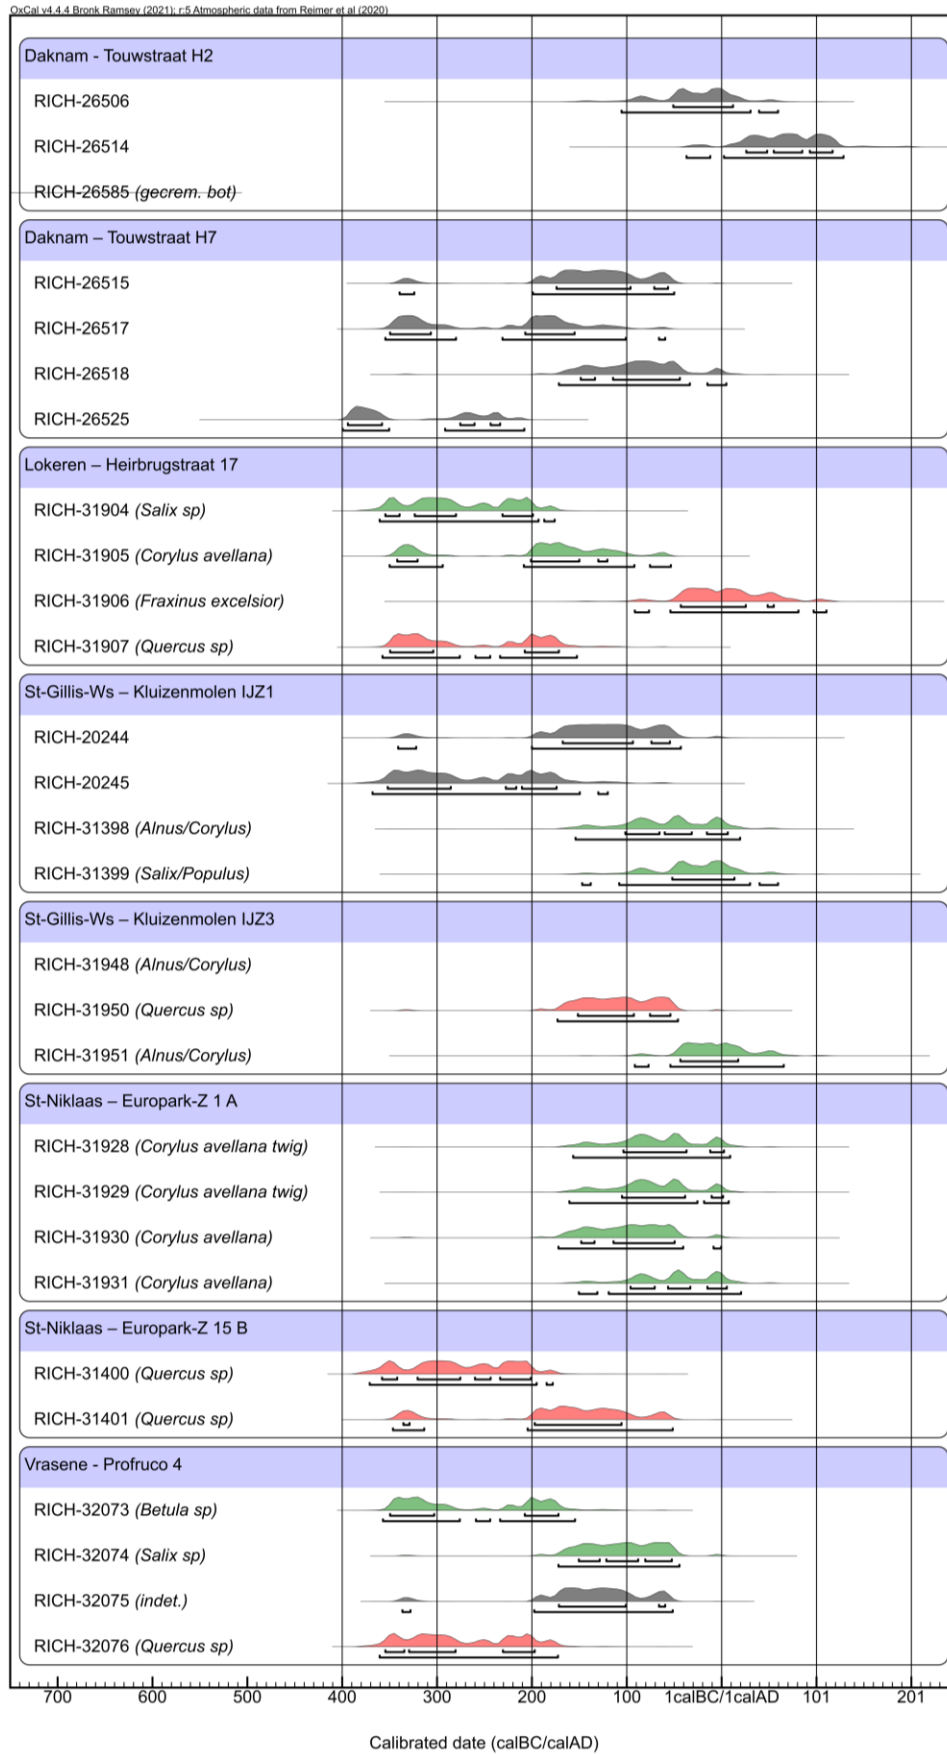 OxCal v4.4.4 Bronk Ramsey (2021); r:5 Atmospheric data from Reimer et al (2020)
Daknam - Touwstraat H2
RICH-26506
RICH-26514
RICH-26585 (gecrem. bot)
Daknam – Touwstraat H7
RICH-26515
RICH-26517
RICH-26518
RICH-26525
Lokeren – Heirbrugstraat 17
RICH-31904 (Salix sp)
RICH-31905 (Corylus avellana)
RICH-31906 (Fraxinus excelsior)
RICH-31907 (Quercus sp)
St-Gillis-Ws – Kluizenmolen IJZ1
RICH-20244
RICH-20245
RICH-31398 (Alnus/Corylus)
RICH-31399 (Salix/Populus)
St-Gillis-Ws – Kluizenmolen IJZ3
RICH-31948 (Alnus/Corylus)
RICH-31950 (Quercus sp)
RICH-31951 (Alnus/Corylus)
St-Niklaas – Europark-Z 1 A
RICH-31928 (Corylus avellana twig)
RICH-31929 (Corylus avellana twig)
RICH-31930 (Corylus avellana)
RICH-31931 (Corylus avellana)
St-Niklaas – Europark-Z 15 B
RICH-31400 (Quercus sp)
RICH-31401 (Quercus sp)
Vrasene - Profruco 4
RICH-32073 (Betula sp)
RICH-32074 (Salix sp)
RICH-32075 (indet.)
RICH-32076 (Quercus sp)
700 600 500 400 300 200 100 1calBC/1calAD 101 201
Calibrated date (calBC/calAD)